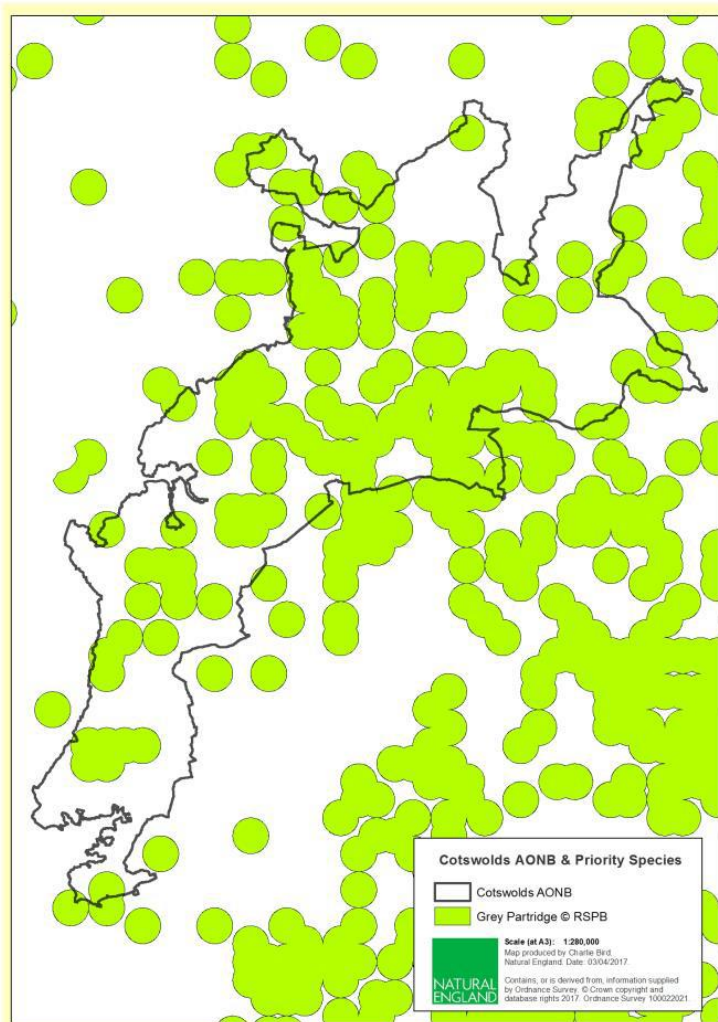 Cotswolds AONB & Priority Species
Cotswolds AONB
Grey Partridge © RSPB
NATURAL
ENGLAND
Scale (at A3): 1:280,000
Map produced by Charlie Bird.
Natural England. Date: 03/04/2017.
Contains, or is derived from, information supplied
by Ordnance Survey. © Crown copyright and
database rights 2017. Ordnance Survey 100022021.